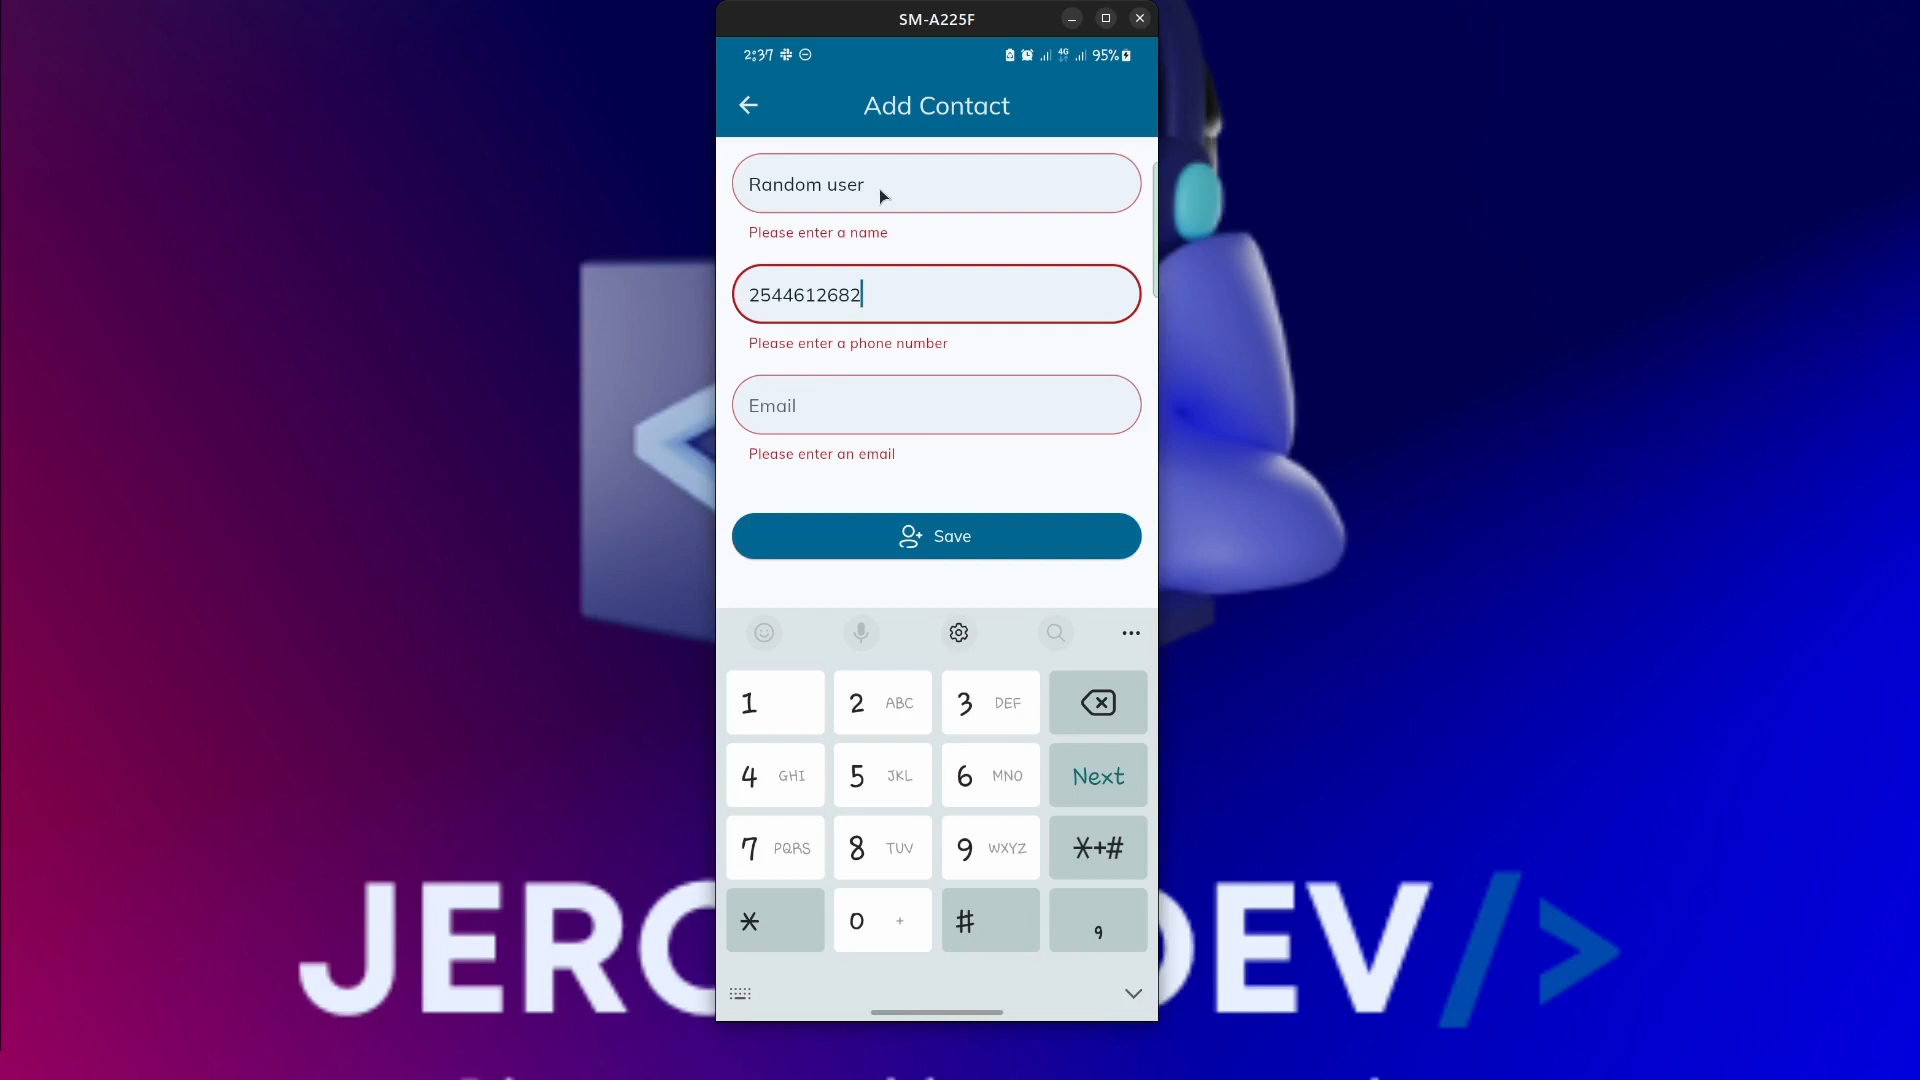 SM-A225F
2:37 4G 95%
Add Contact
Random user
Please enter a name
2544612682
Please enter a phone number
Email
Please enter an email
Save
1 2 ABC 3 DEF
4 GHI 5 JKL 6 MNO Next
7 PQRS 8 TUV 9 WXYZ *+#
* 0 + # ,
JERO DEV/>